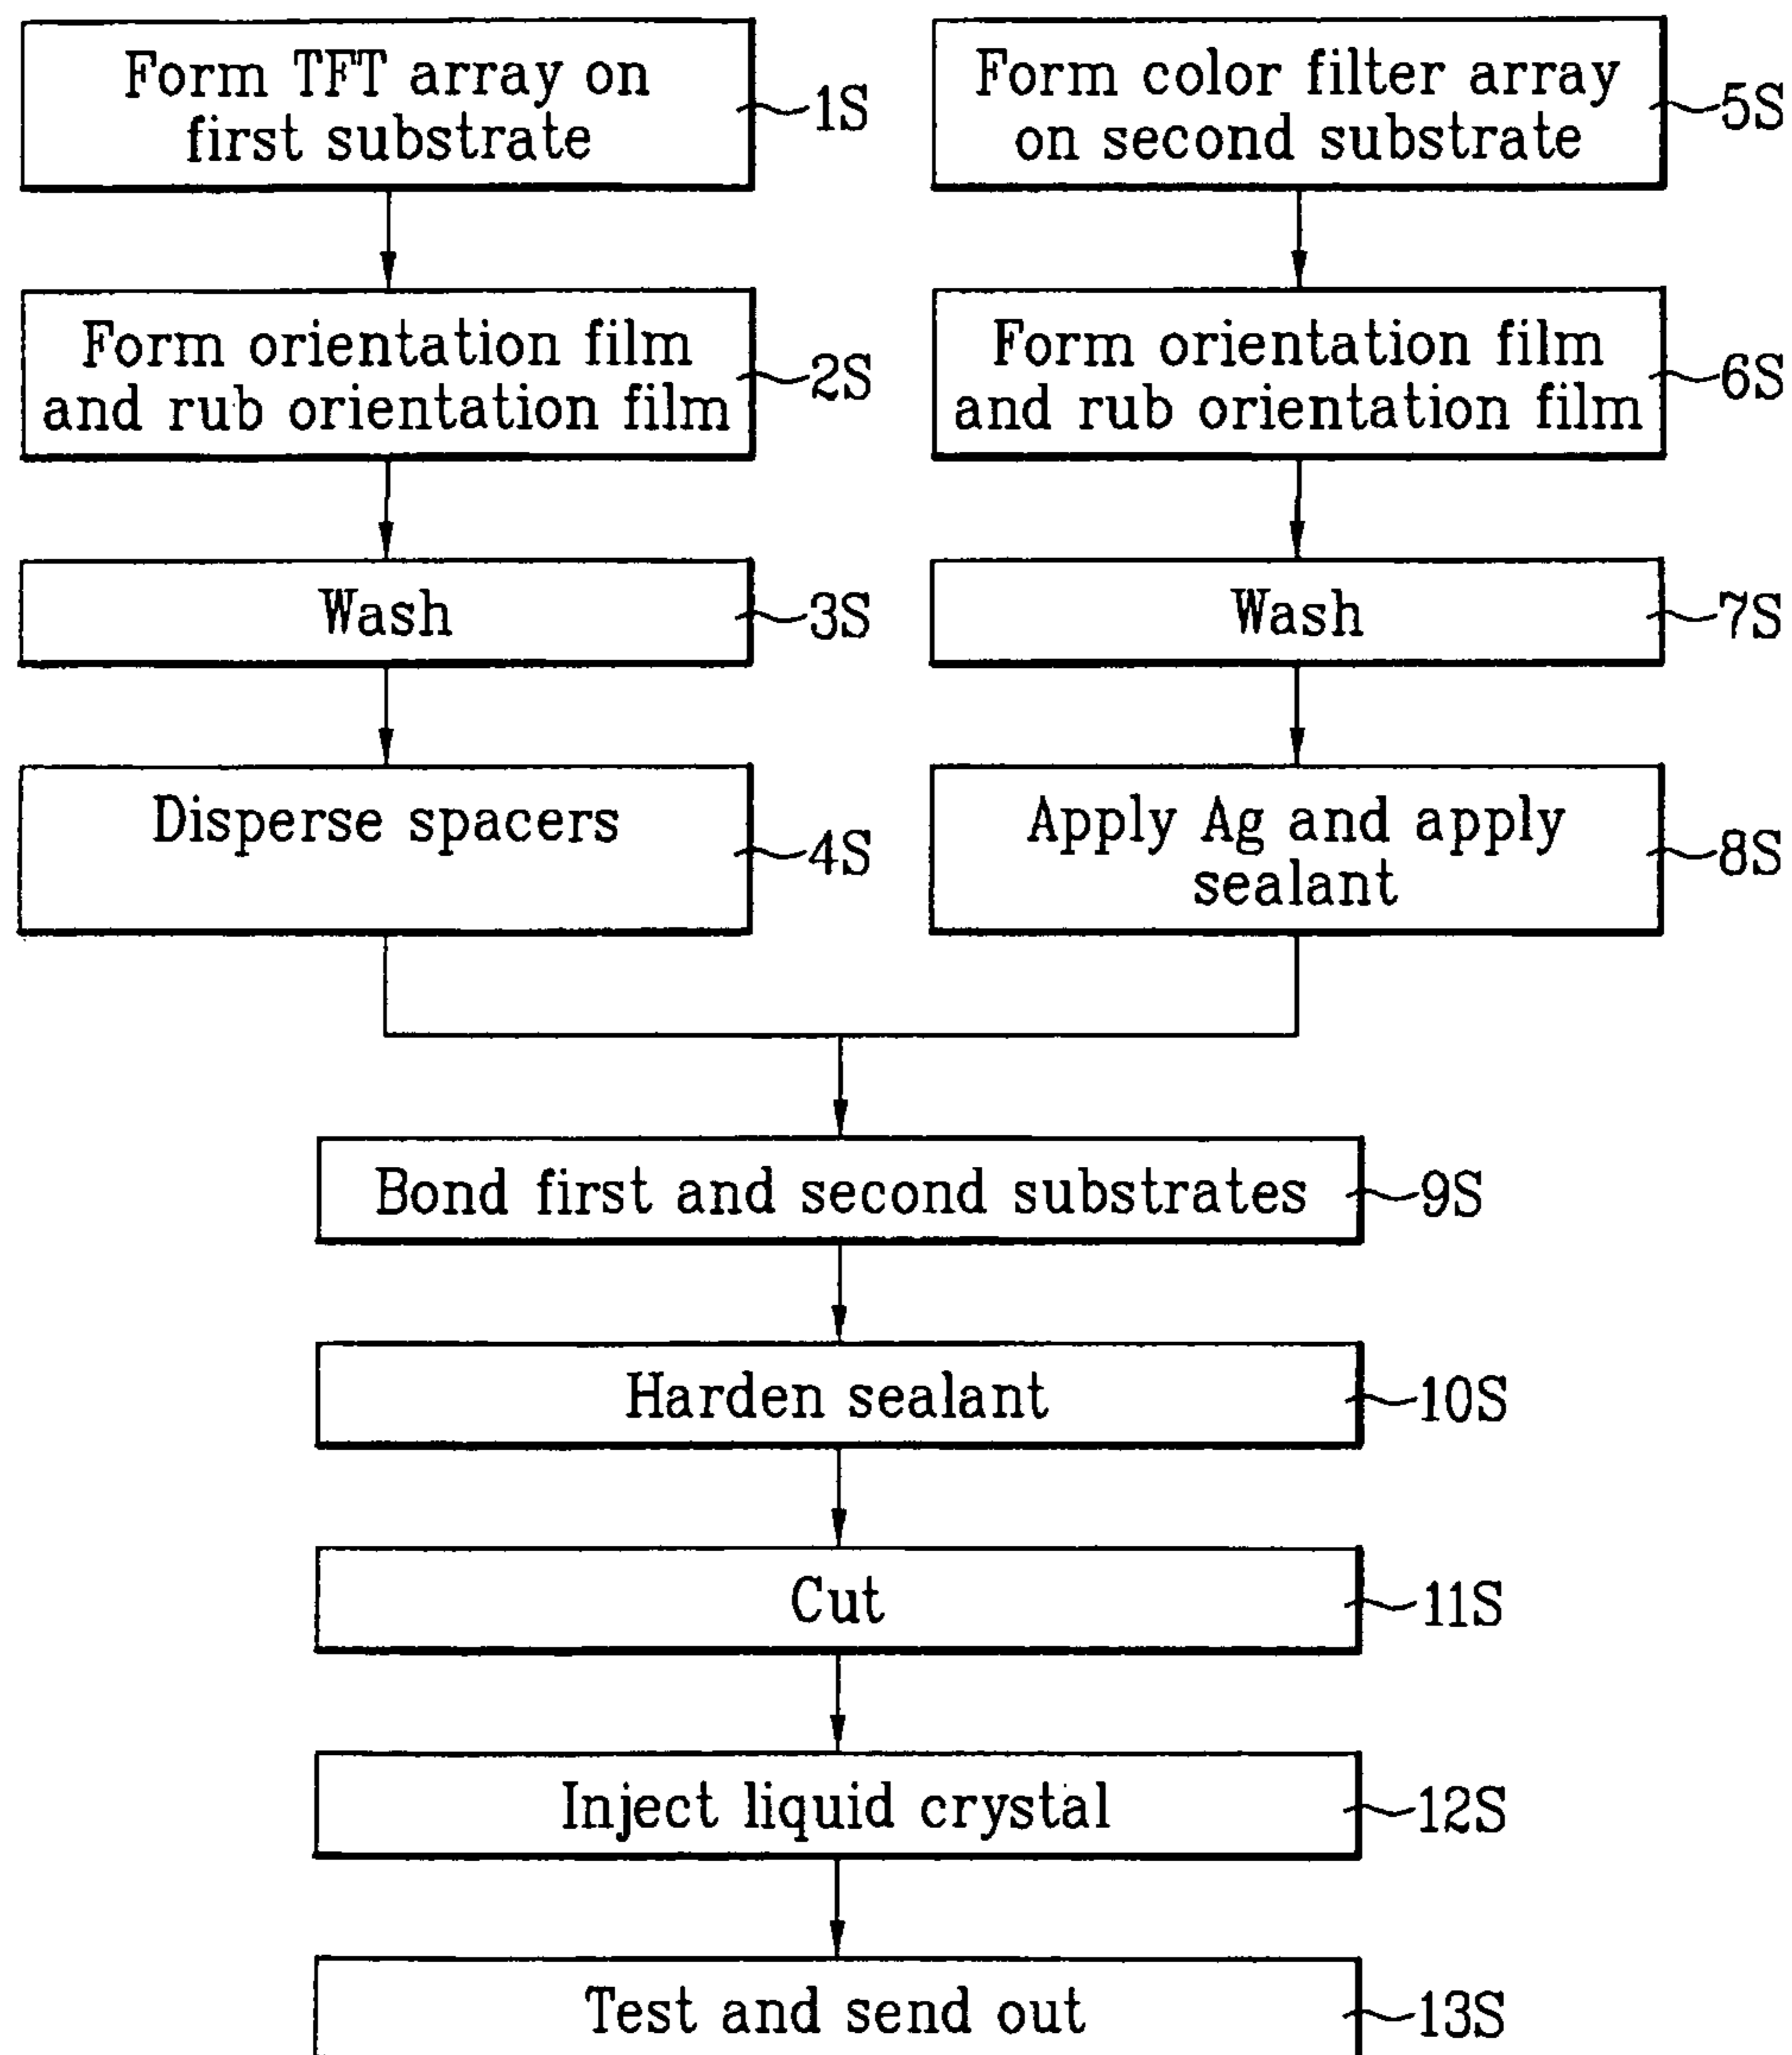 Form TFT array on
first substrate
1S
Form color filter array
on second substrate
5S
Form orientation film
and rub orientation film
2S
Form orientation film
and rub orientation film
6S
Wash
3S
Wash
7S
Disperse spacers
4S
Apply Ag and apply
sealant
8S
Bond first and second substrates
9S
Harden sealant
10S
Cut
11S
Inject liquid crystal
12S
Test and send out
13S